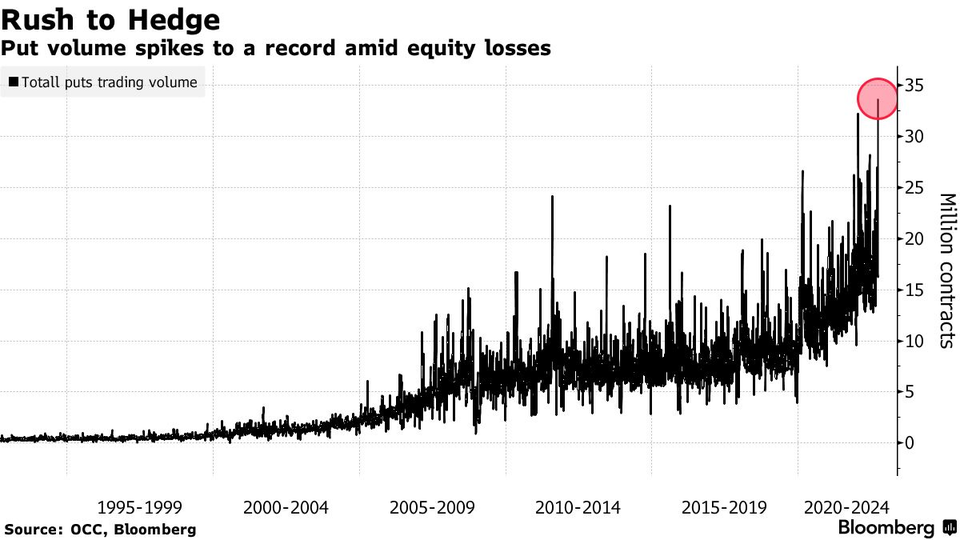 Rush to Hedge
Put volume spikes to a record amid equity losses
Totall puts trading volume
35
30
25
20
15
10
5
0
Million contracts
1995-1999 2000-2004 2005-2009 2010-2014 2015-2019 2020-2024
Source: OCC, Bloomberg
Bloomberg